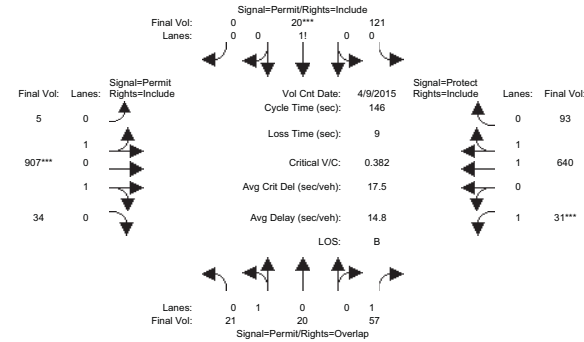 Signal=Permit/Rights=Include
Final Vol: 0 20*** 121
Lanes: 0 0 1! 0 0
Signal=Permit
Final Vol: Lanes: Rights=Include
Vol Cnt Date: 4/9/2015
Signal=Protect
Rights=Include Lanes: Final Vol:
Cycle Time (sec): 146
5 0
0 93
Loss Time (sec): 9
1
1
907*** 0
Critical V/C: 0.382
1 640
1
Avg Crit Del (sec/veh): 17.5
0
34 0
Avg Delay (sec/veh): 14.8
1 31***
LOS: B
Lanes: 0 1 0 0 1
Final Vol: 21 20 57
Signal=Permit/Rights=Overlap